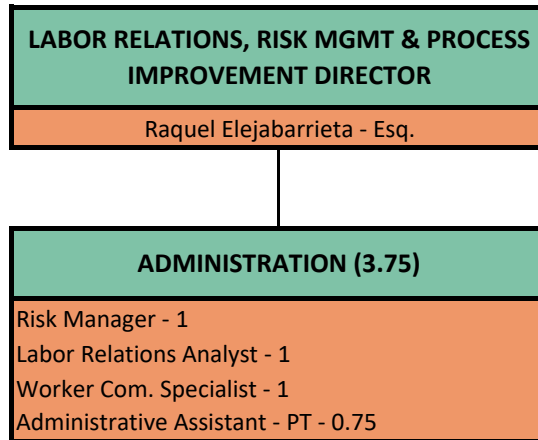 LABOR RELATIONS, RISK MGMT & PROCESS
IMPROVEMENT DIRECTOR
Raquel Elejabarrieta - Esq.
ADMINISTRATION (3.75)
Risk Manager - 1
Labor Relations Analyst - 1
Worker Com. Specialist - 1
Administrative Assistant - PT - 0.75